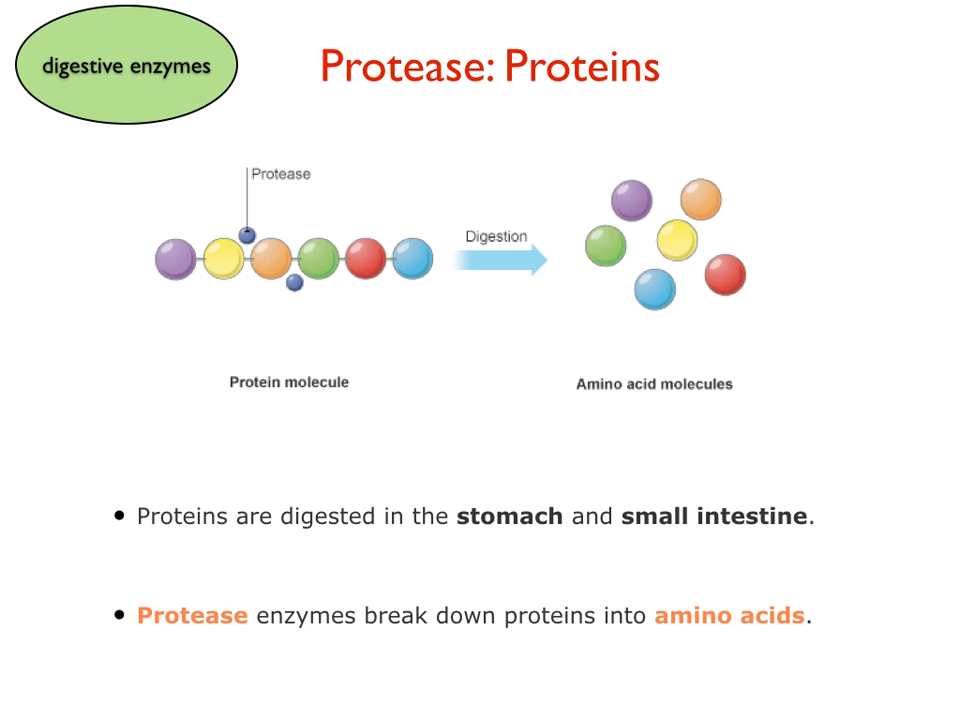 digestive enzymes
Protease: Proteins
Protease
Digestion
Protein molecule
Amino acid molecules
• Proteins are digested in the stomach and small intestine.
• Protease enzymes break down proteins into amino acids.